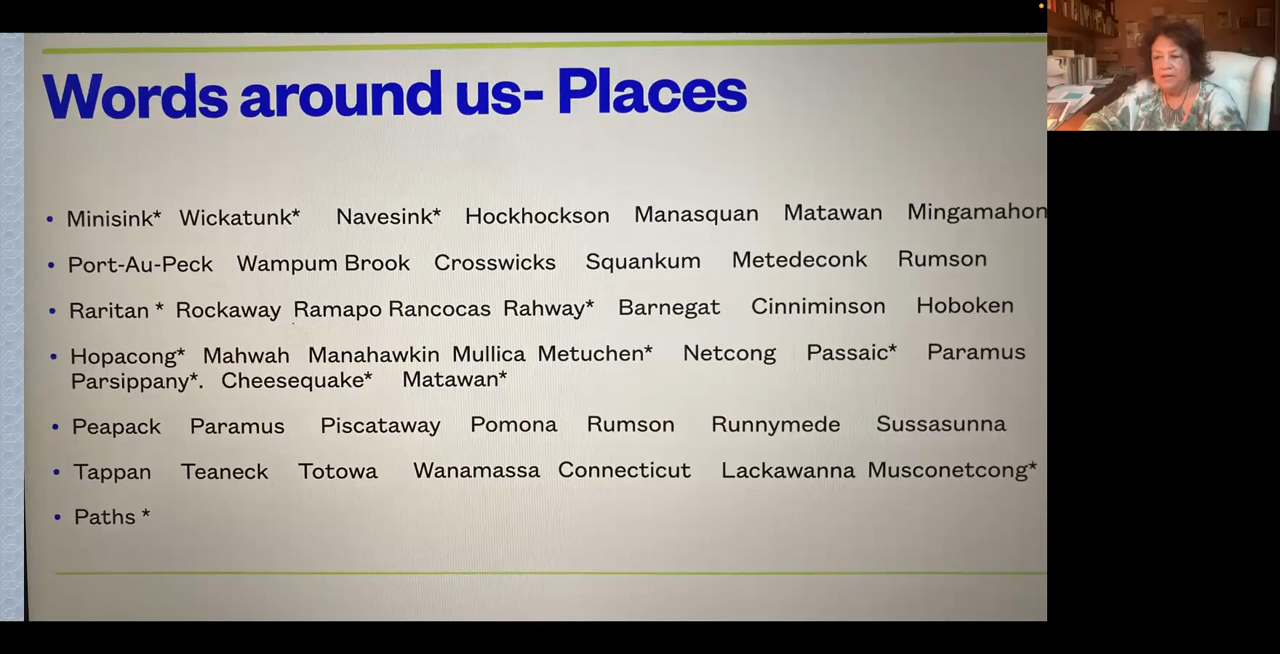 Words around us- Places
• Minisink* Wickatunk* Navesink* Hockhockson Manasquan Matawan Mingamahon
• Port-Au-Peck Wampum Brook Crosswicks Squankum Metedeconk Rumson
• Raritan * Rockaway Ramapo Rancocas Rahway* Barnegat Cinniminson Hoboken
• Hopacong* Mahwah Manahawkin Mullica Metuchen* Netcong Passaic* Paramus
Parsippany*. Cheesequake* Matawan*
• Peapack Paramus Piscataway Pomona Rumson Runnymede Sussasunna
• Tappan Teaneck Totowa Wanamassa Connecticut Lackawanna Musconetcong*
• Paths *